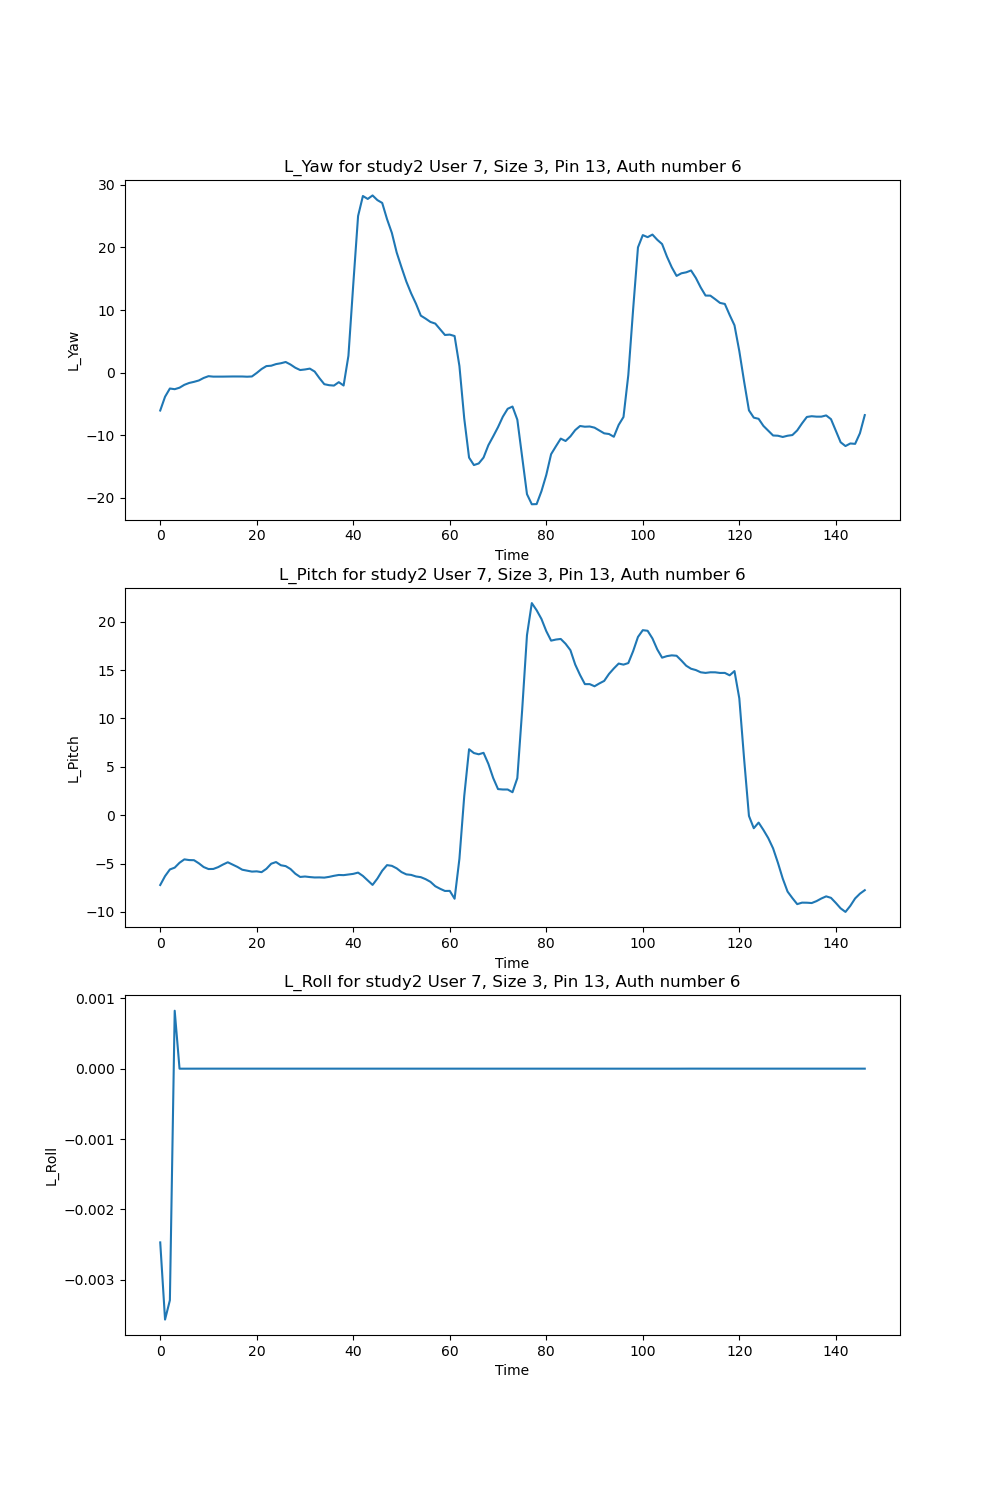 L_Yaw for study2 User 7, Size 3, Pin 13, Auth number 6
30
20
10
0
−10
−20
L_Yaw
0 20 40 60 80 100 120 140
Time
L_Pitch for study2 User 7, Size 3, Pin 13, Auth number 6
20
15
10
5
0
−5
−10
L_Pitch
0 20 40 60 80 100 120 140
Time
L_Roll for study2 User 7, Size 3, Pin 13, Auth number 6
0.001
0.000
−0.001
−0.002
−0.003
L_Roll
0 20 40 60 80 100 120 140
Time